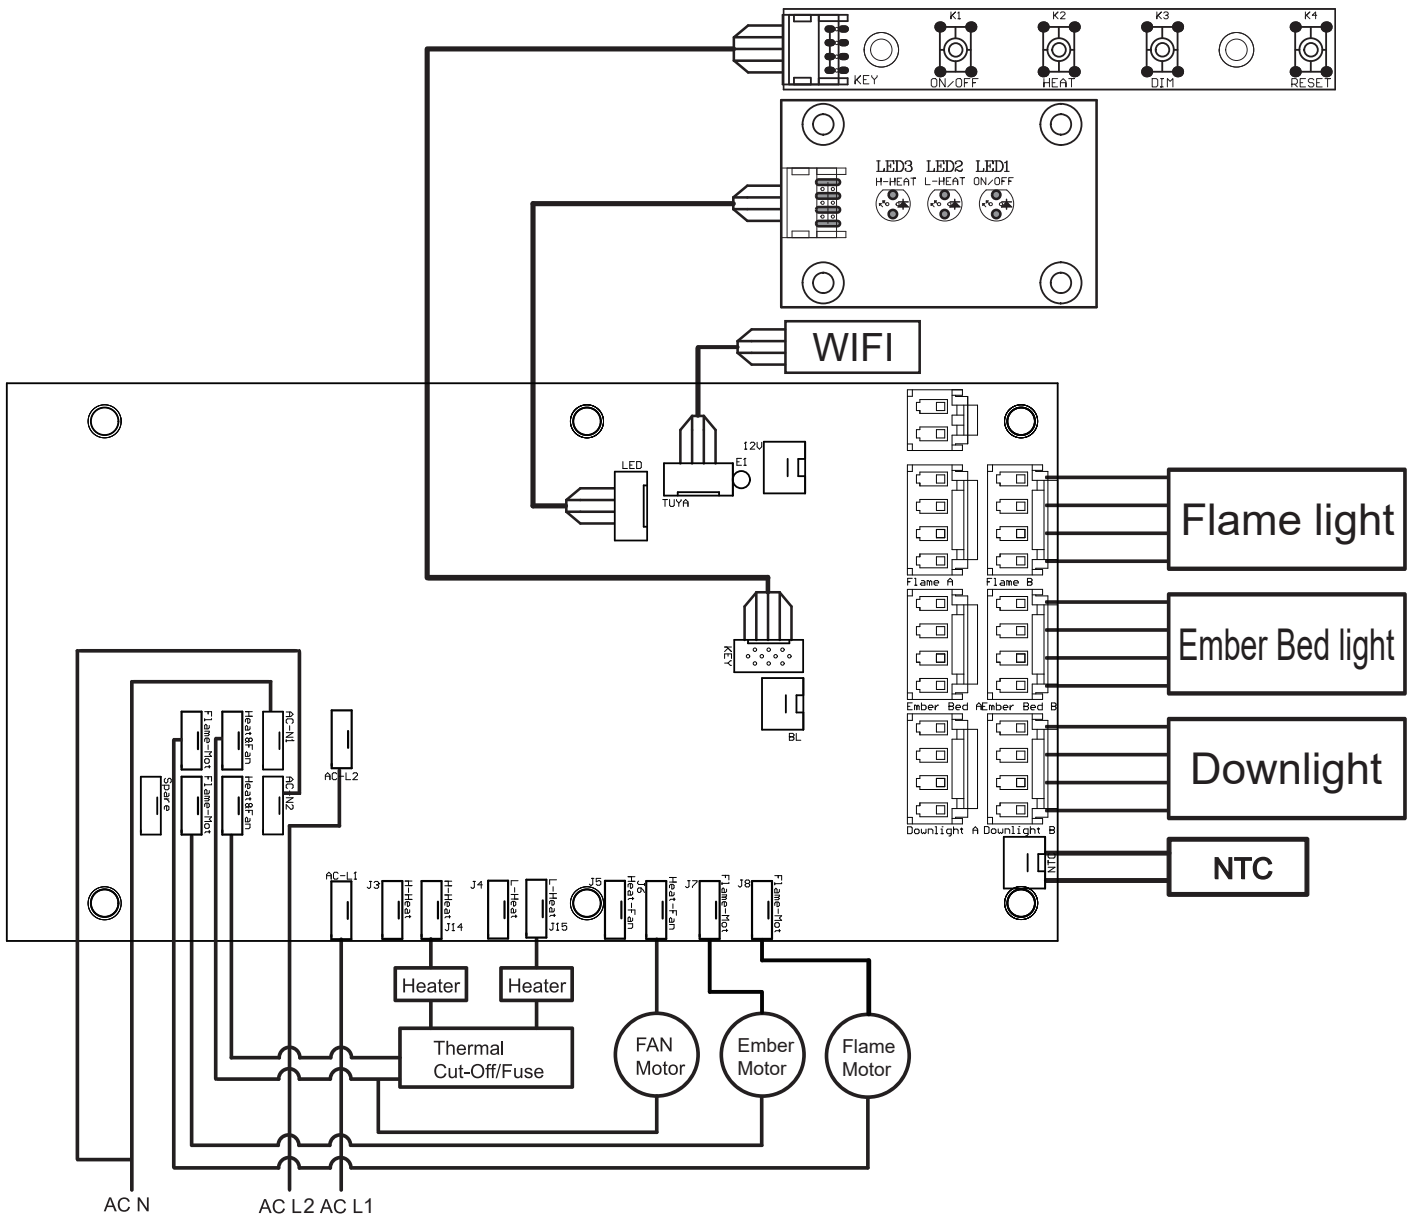 K1 K2 K3 K4
KEY ON/OFF HEAT DIM RESET
LED3 LED2 LED1
H-HEAT L-HEAT ON/OFF
WIFI
LED
TUYA
E1
12V
Flame A Flame B
Flame light
KEY
BL
Ember Bed A Ember Bed B
Ember Bed light
Downlight A Downlight B
Downlight
NTC
NTC
Flame-Mot
Heat&Fan
AC-N1
AC-L2
Spare
Flame-Mot
Heat&Fan
AC-N2
AC-L1
J3
H-Heat
H-Heat
J14
J4
L-Heat
L-Heat
J15
J5
Heat-Fan
J6
Heat-Fan
J7
Flame-Mot
J8
Flame-Mot
Heater
Heater
Thermal
Cut-Off/Fuse
FAN
Motor
Ember
Motor
Flame
Motor
AC N
AC L2
AC L1